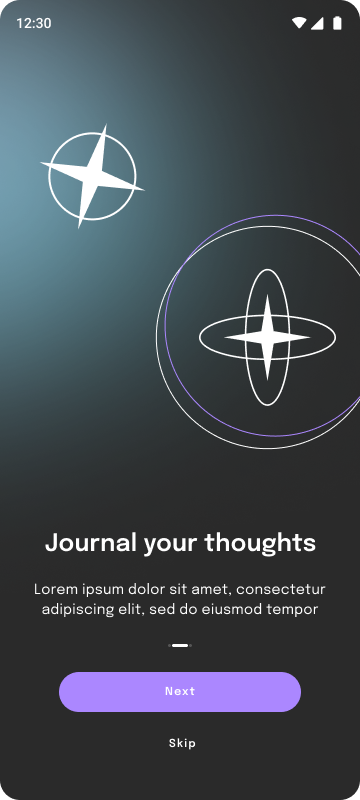 12:30
Journal your thoughts
Lorem ipsum dolor sit amet, consectetur
adipiscing elit, sed do eiusmod tempor
Next
Skip